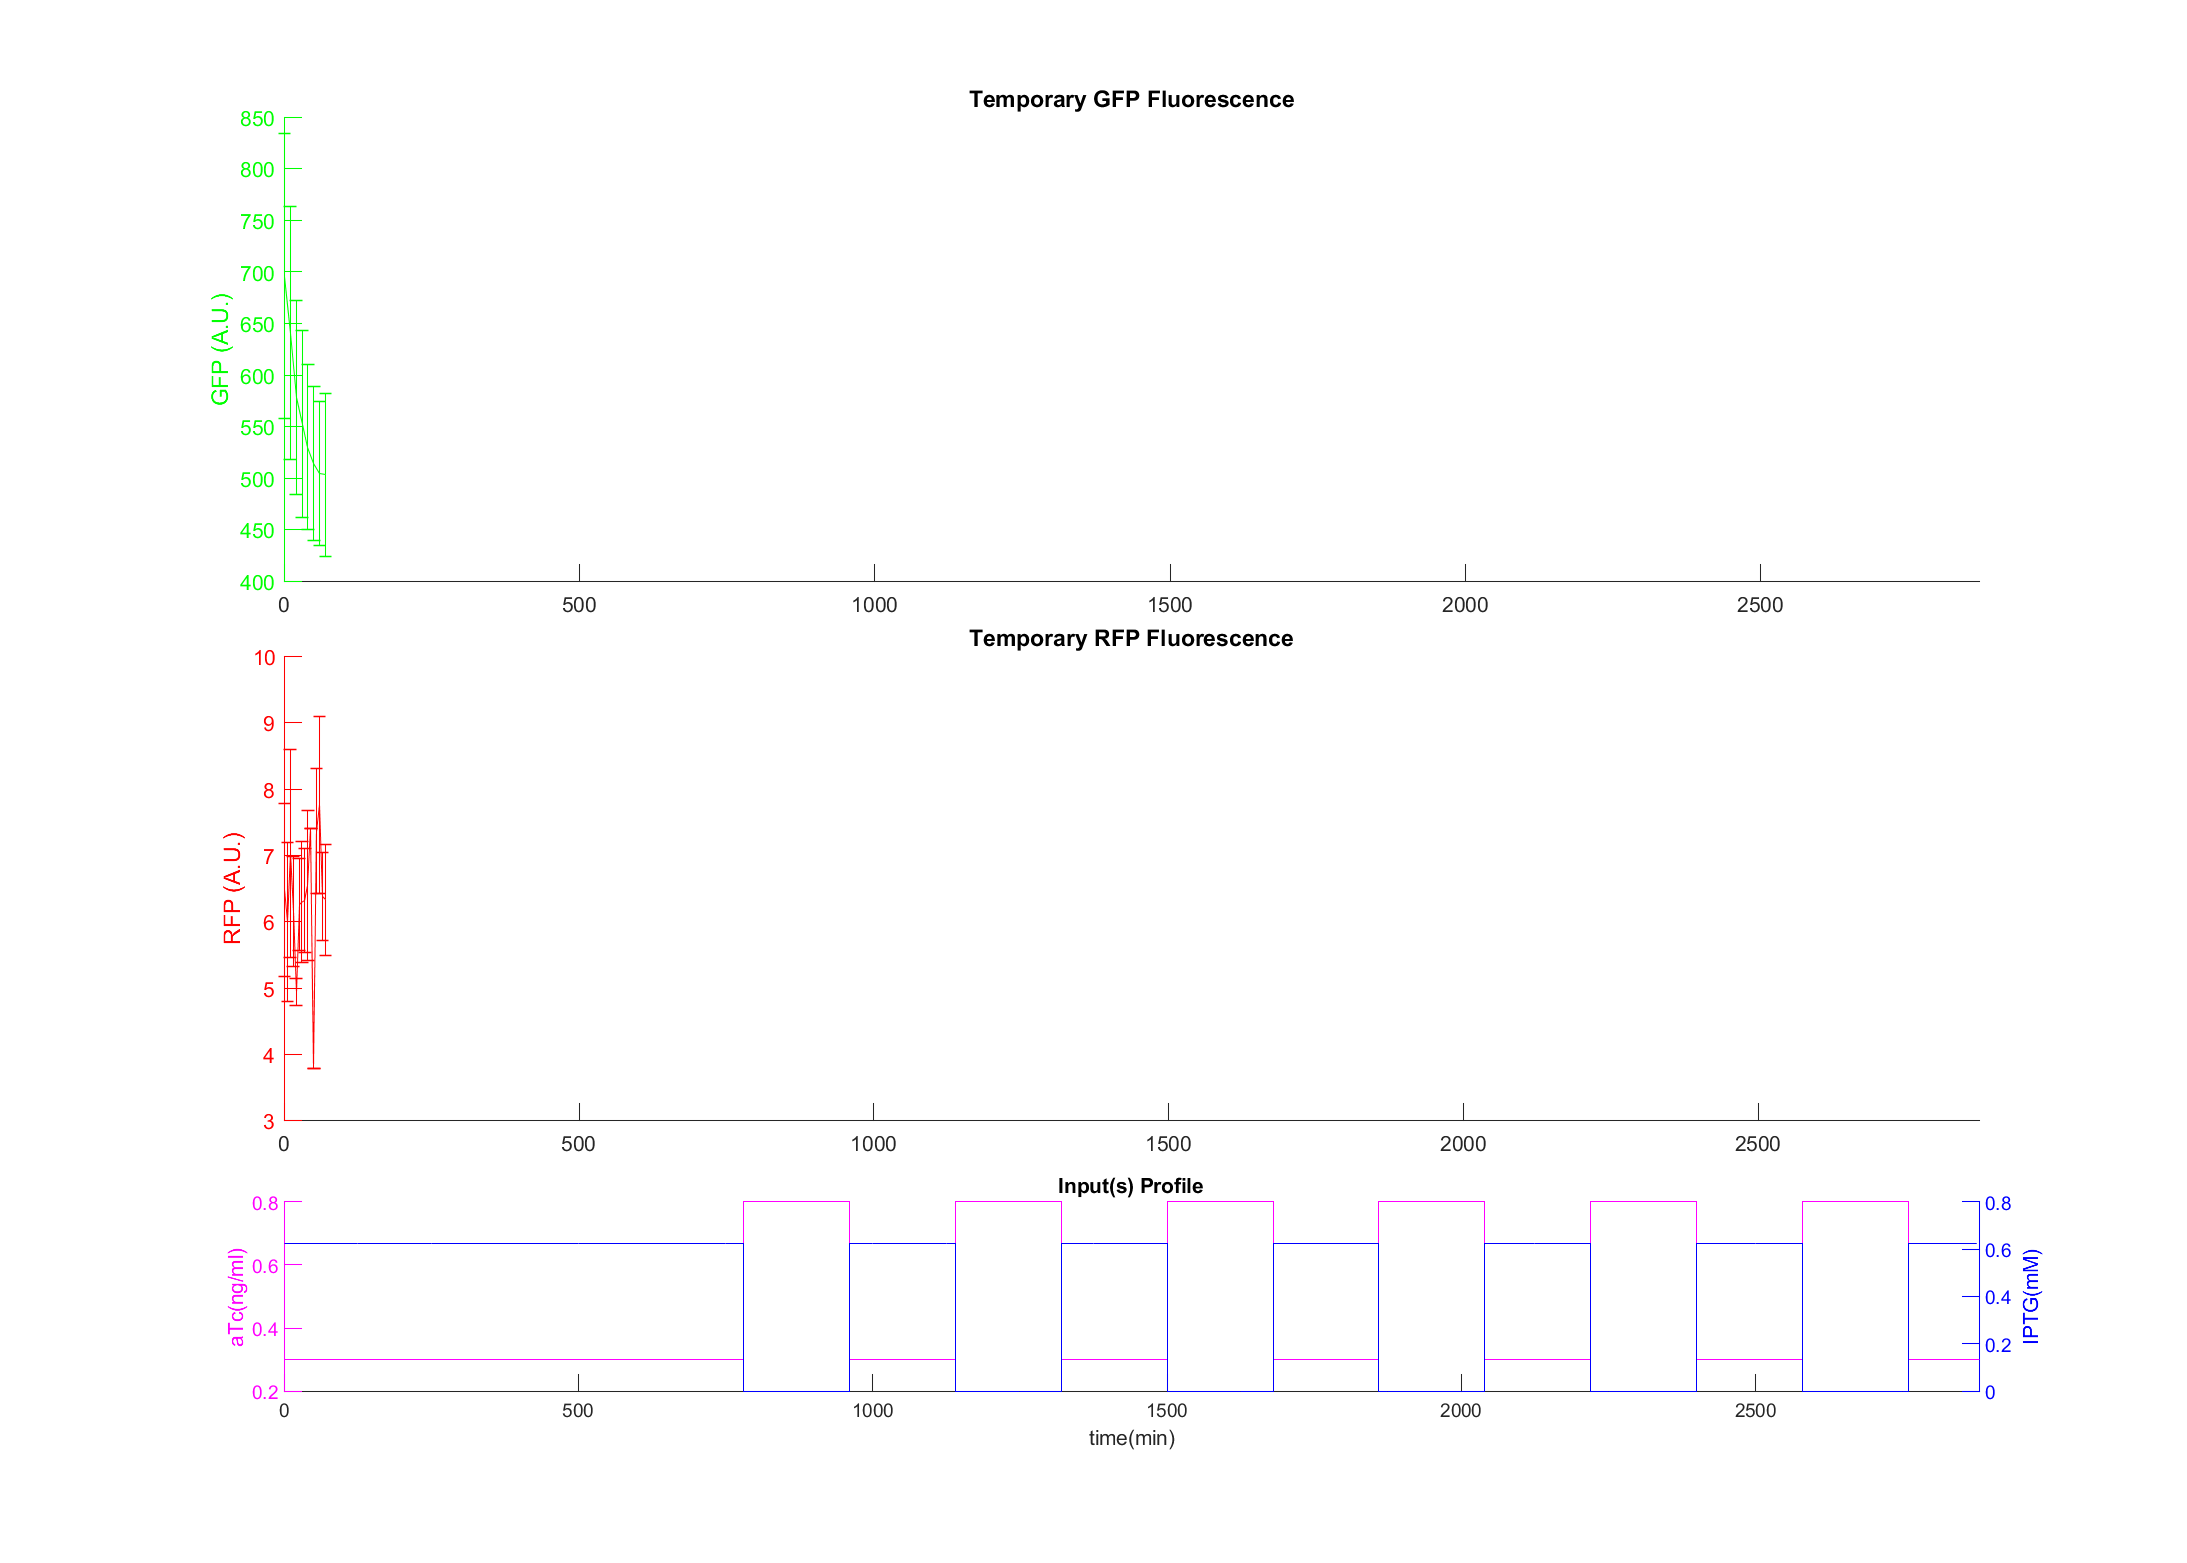 Temporary GFP Fluorescence
850
800
750
700
650
600
550
500
450
400
GFP (A.U.)
0 500 1000 1500 2000 2500
Temporary RFP Fluorescence
10
9
8
7
6
5
4
3
RFP (A.U.)
0 500 1000 1500 2000 2500
Input(s) Profile
0.8
0.6
0.4
0.2
aTc(ng/ml)
0.8
0.6
0.4
0.2
0
IPTG(mM)
0 500 1000 1500 2000 2500
time(min)